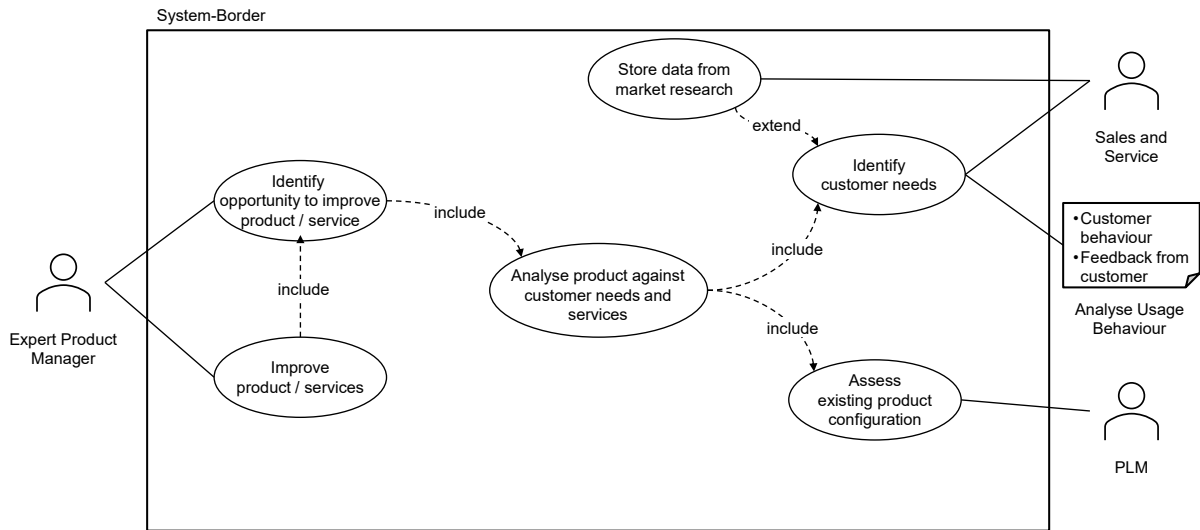 System-Border
Store data from
market research
extend
Sales and
Service
Identify
customer needs
Identify
opportunity to improve
product / service
include
•Customer
behaviour
•Feedback from
customer
include
Analyse product against
customer needs and
services
include
Analyse Usage
Behaviour
Expert Product
Manager
include
Improve
product / services
Assess
existing product
configuration
PLM